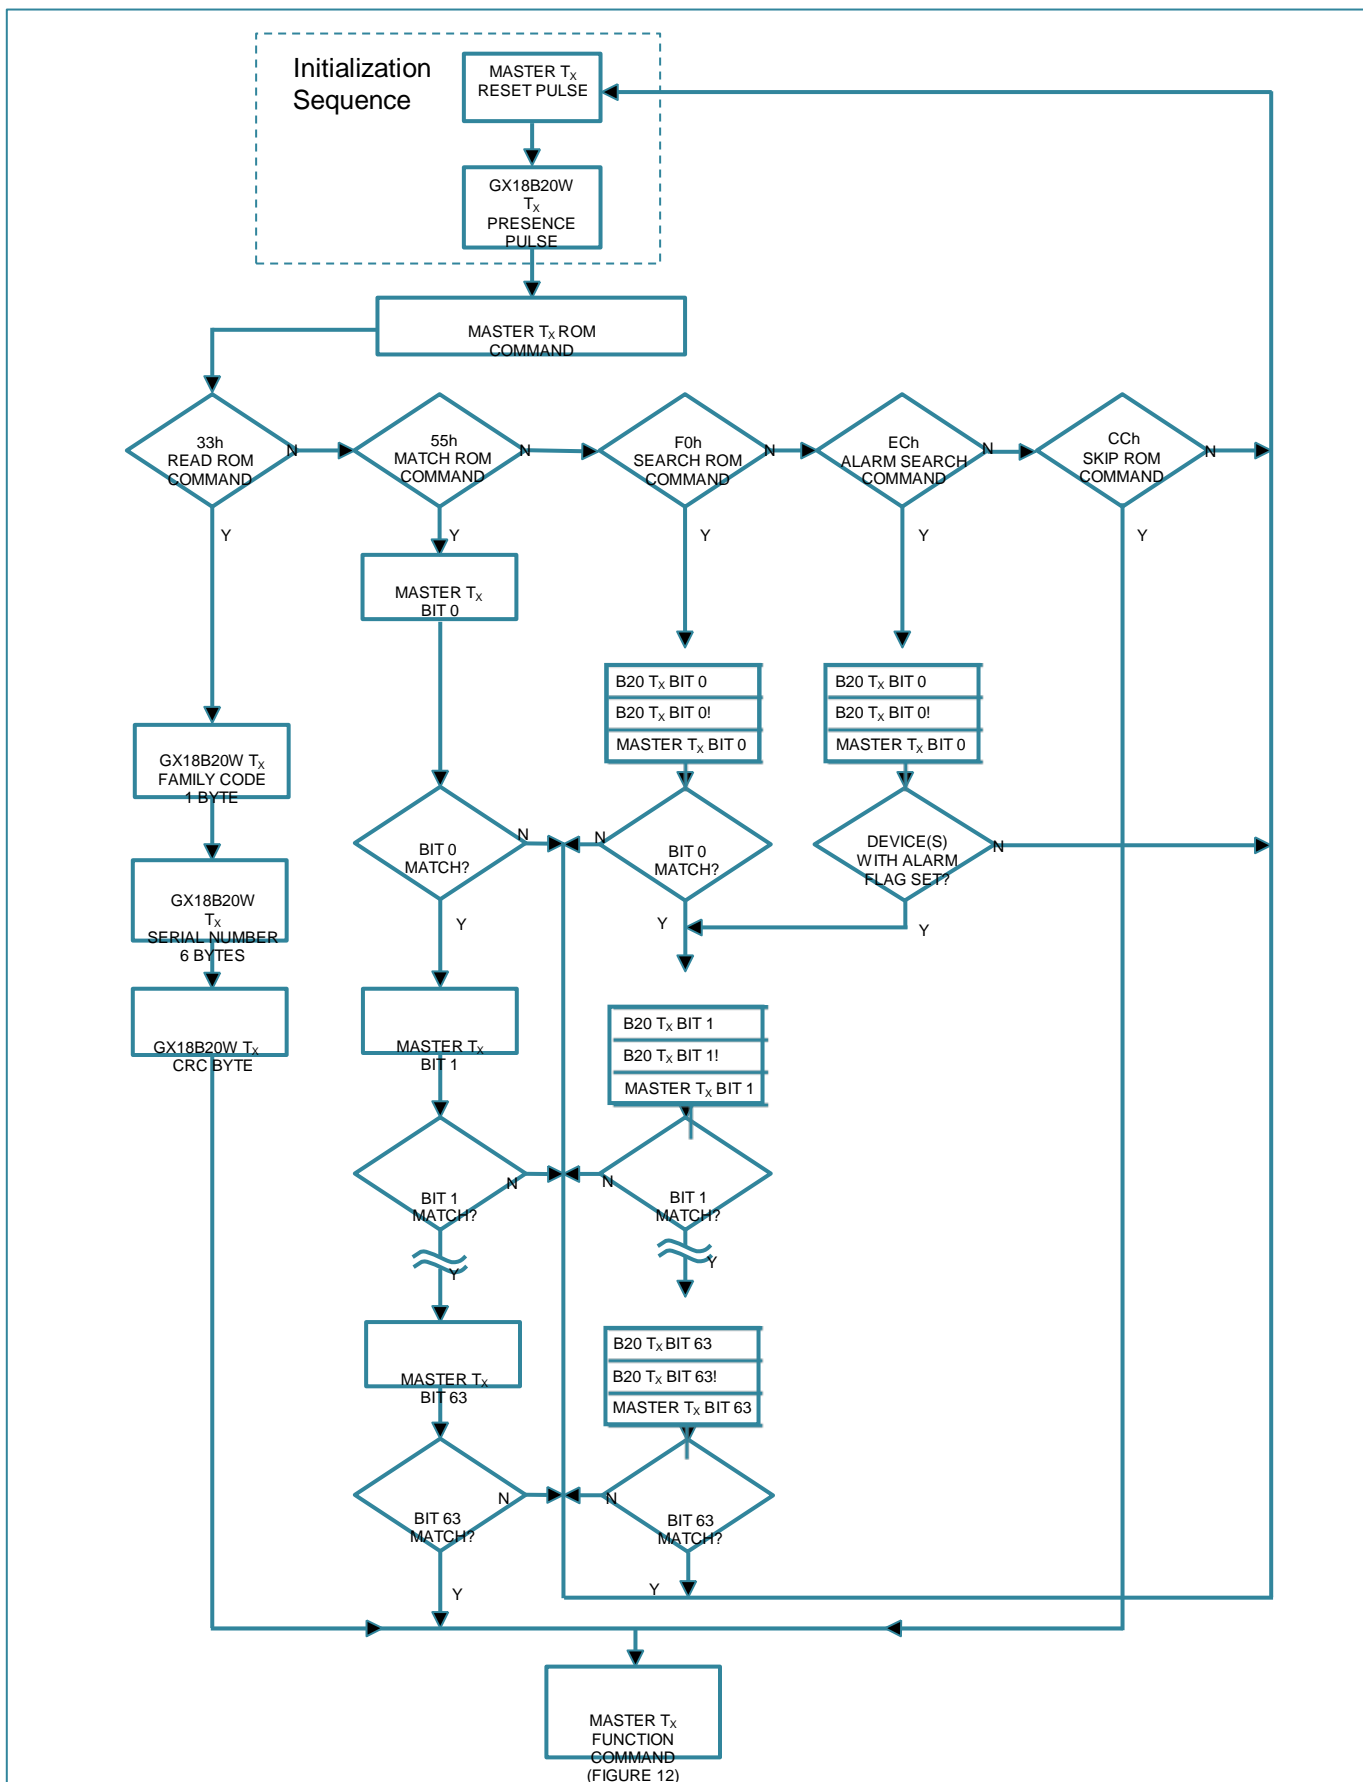 Initialization
Sequence
MASTER TX
RESET PULSE
GX18B20W
TX
PRESENCE
PULSE
MASTER TX ROM
COMMAND
33h
READ ROM
COMMAND
N
55h
MATCH ROM
COMMAND
N
F0h
SEARCH ROM
COMMAND
N
ECh
ALARM SEARCH
COMMAND
N
CCh
SKIP ROM
COMMAND
N
Y
Y
Y
Y
Y
MASTER TX
BIT 0
B20 TX BIT 0
B20 TX BIT 0!
MASTER TX BIT 0
B20 TX BIT 0
B20 TX BIT 0!
MASTER TX BIT 0
GX18B20W TX
FAMILY CODE
1 BYTE
BIT 0
MATCH?
N
N
BIT 0
MATCH?
DEVICE(S)
WITH ALARM
FLAG SET?
N
Y
Y
Y
GX18B20W
TX
SERIAL NUMBER
6 BYTES
GX18B20W TX
CRC BYTE
MASTER TX
BIT 1
B20 TX BIT 1
B20 TX BIT 1!
MASTER TX BIT 1
BIT 1
MATCH?
N
N
BIT 1
MATCH?
Y
Y
MASTER TX
BIT 63
B20 TX BIT 63
B20 TX BIT 63!
MASTER TX BIT 63
BIT 63
MATCH?
N
N
BIT 63
MATCH?
Y
Y
MASTER TX
FUNCTION
COMMAND
(FIGURE 12)